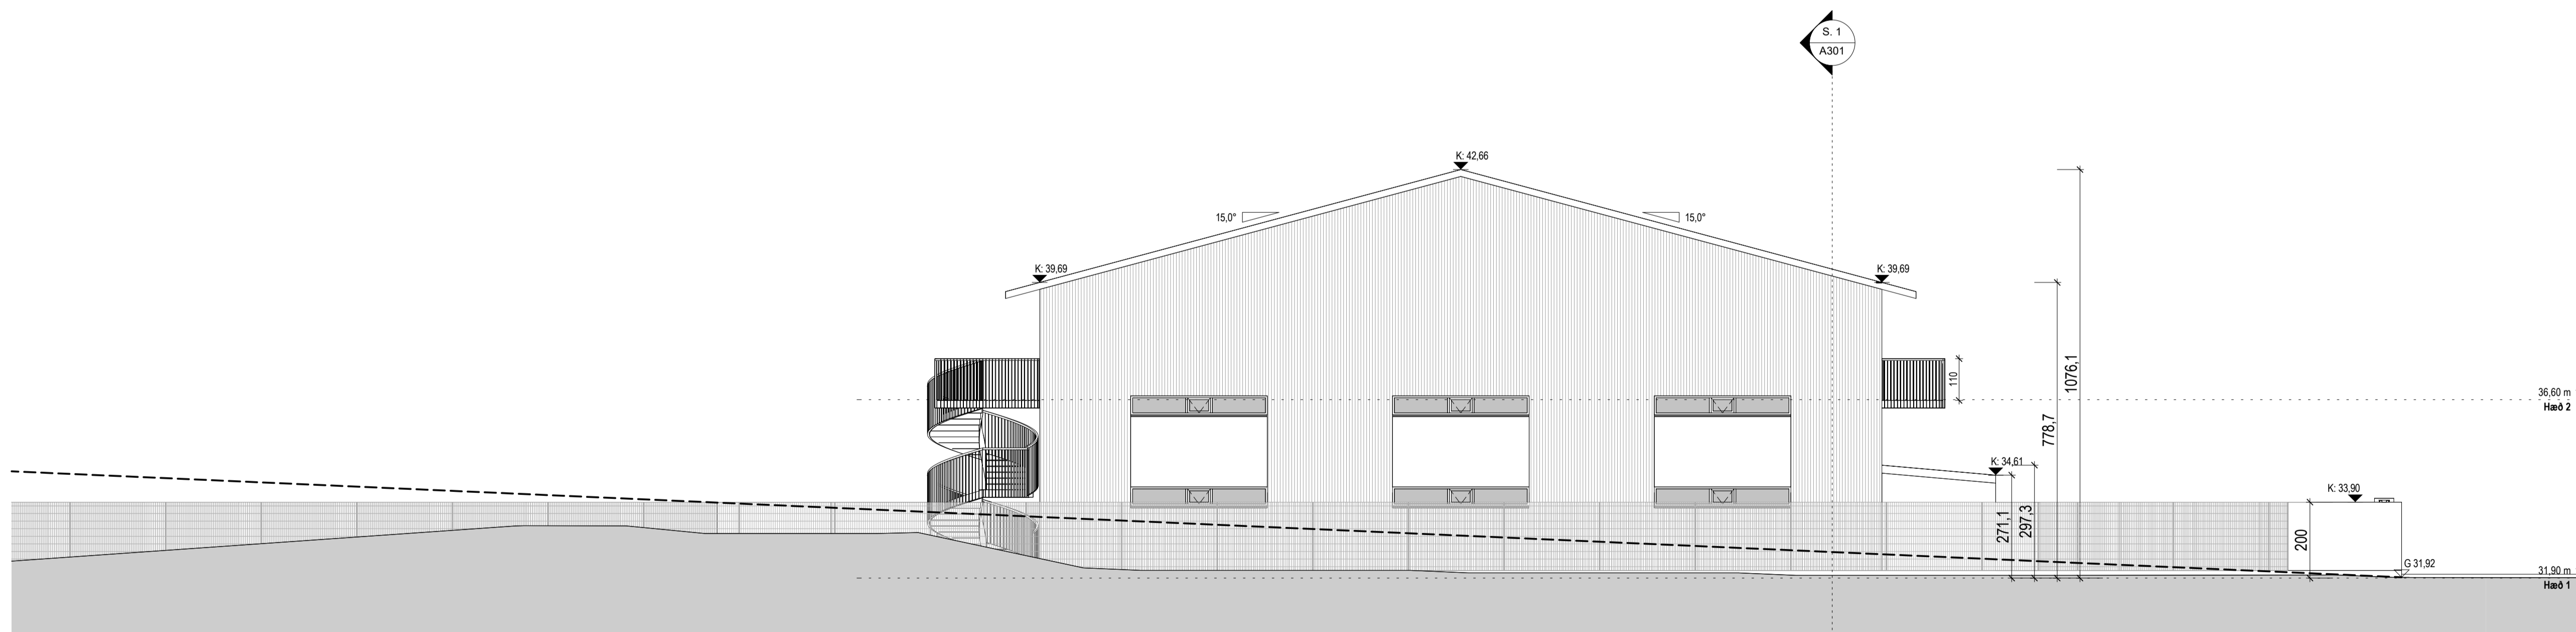 S. 1
A301
K: 42,66
15,0°
15,0°
K: 39,69
K: 39,69
110
1076,1
36,60 m
Hæð 2
778,7
K: 34,61
K: 33,90
271,1
297,3
200
G 31,92
31,90 m
Hæð 1